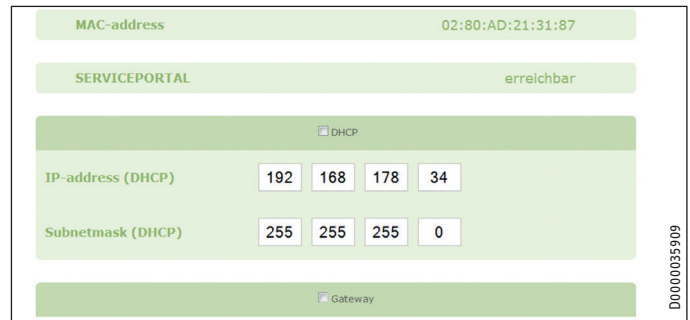 MAC-address 02:80:AD:21:31:87
SERVICEPORTAL erreichbar
DHCP
IP-address (DHCP) 192 168 178 34
Subnetmask (DHCP) 255 255 255 0
Gateway
D0000035909